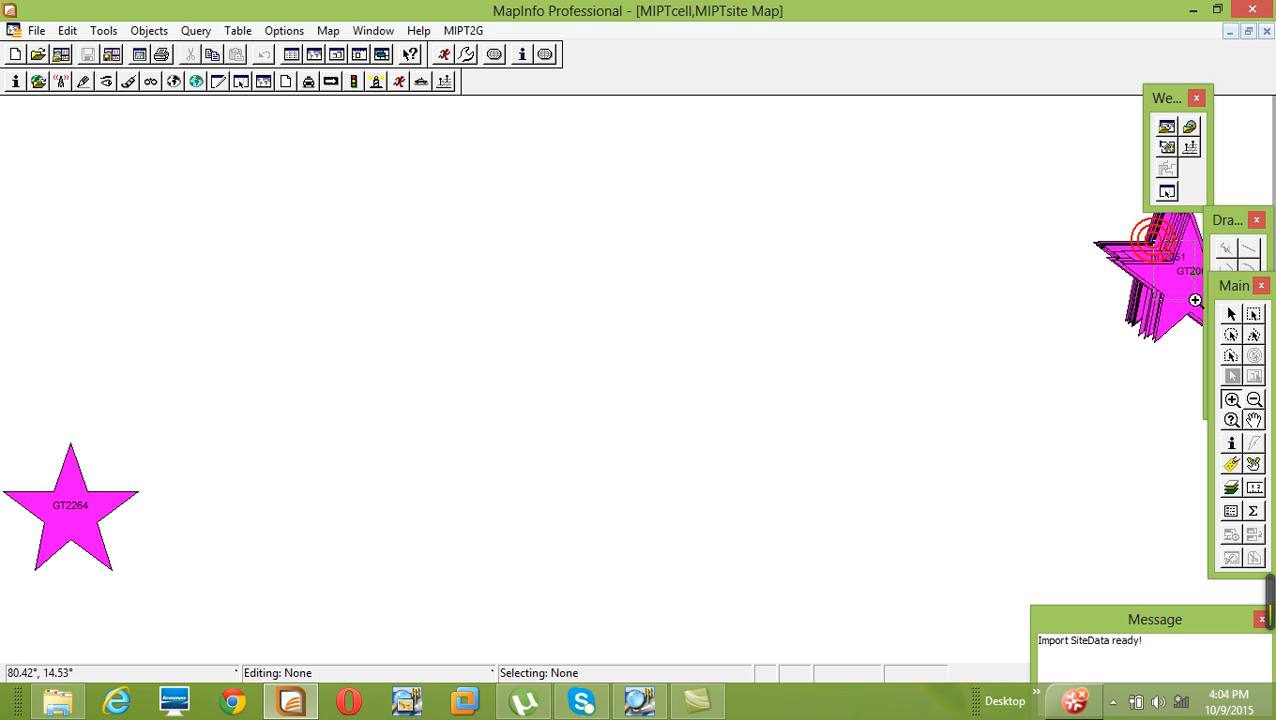 MapInfo Professional - [MIPTcell,MIPTsite Map]
File Edit Tools Objects Query Table Options Map Window Help MIPT2G
We...
Dra...
Main
GT2264
80.42°, 14.53°
Editing: None
Selecting: None
Message
Import SiteData ready!
Desktop
4:04 PM
10/9/2015